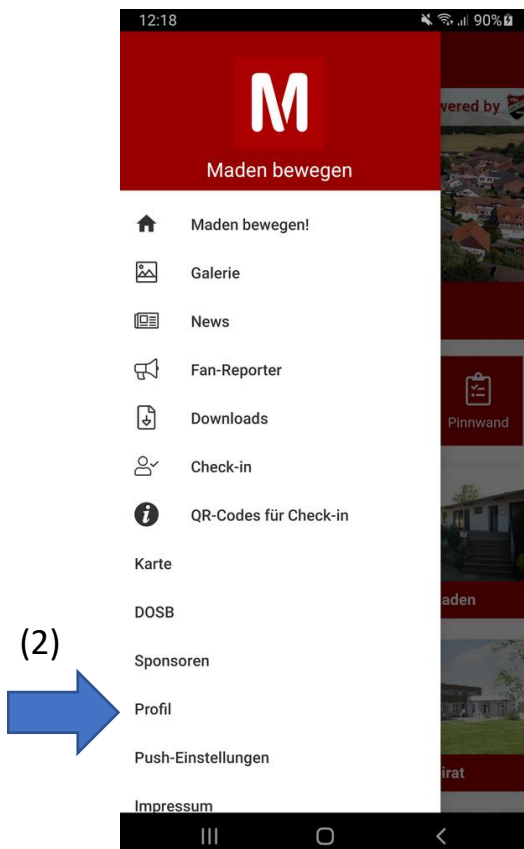 12:18
90%
M
Maden bewegen
wered by
Maden bewegen!
Galerie
News
Fan-Reporter
Downloads
Check-in
QR-Codes für Check-in
Karte
DOSB
Sponsoren
Profil
Push-Einstellungen
Impressum
Pinnwand
aden
irat
(2)